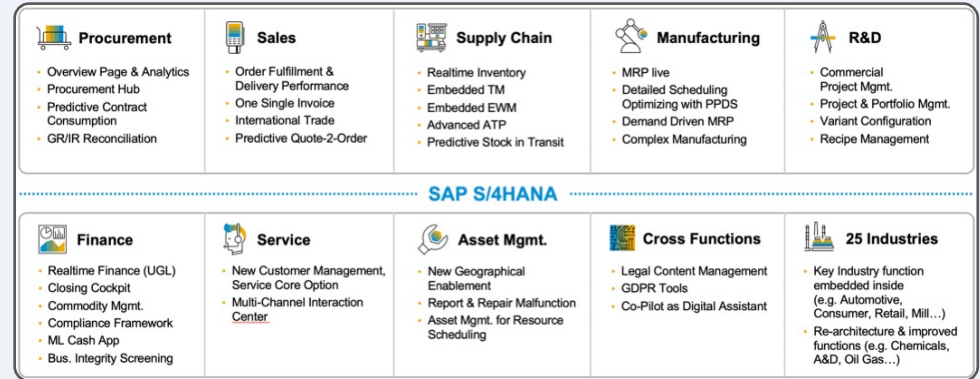 Procurement
Overview Page & Analytics
Procurement Hub
Predictive Contract
Consumption
GR/IR Reconciliation
Sales
Order Fulfillment &
Delivery Performance
One Single Invoice
International Trade
Predictive Quote-2-Order
Supply Chain
Realtime Inventory
Embedded TM
Embedded EWM
Advanced ATP
Predictive Stock in Transit
Manufacturing
MRP live
Detailed Scheduling
Optimizing with PPDS
Demand Driven MRP
Complex Manufacturing
R&D
Commercial
Project Mgmt.
Project & Portfolio Mgmt.
Variant Configuration
Recipe Management
SAP S/4HANA
Finance
Realtime Finance (UGL)
Closing Cockpit
Commodity Mgmt.
Compliance Framework
ML Cash App
Bus. Integrity Screening
Service
New Customer Management,
Service Core Option
Multi-Channel Interaction
Center
Asset Mgmt.
New Geographical
Enablement
Report & Repair Malfunction
Asset Mgmt. for Resource
Scheduling
Cross Functions
Legal Content Management
GDPR Tools
Co-Pilot as Digital Assistant
25 Industries
Key Industry function
embedded inside
(e.g. Automotive,
Consumer, Retail, Mill…)
Re-architecture & improved
functions (e.g. Chemicals,
A&D, Oil Gas…)